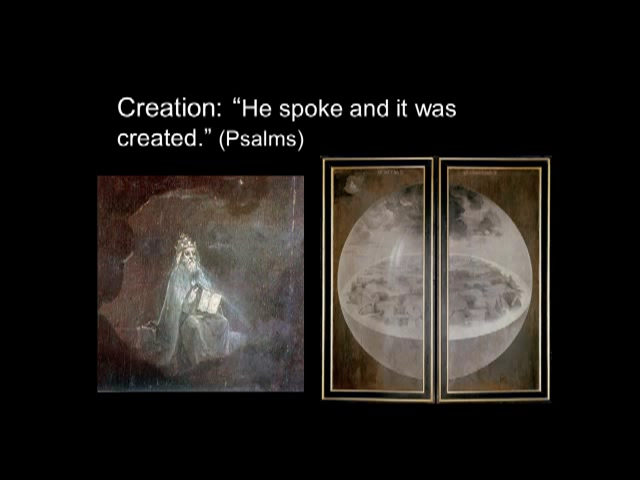 Creation: “He spoke and it was
created.” (Psalms)